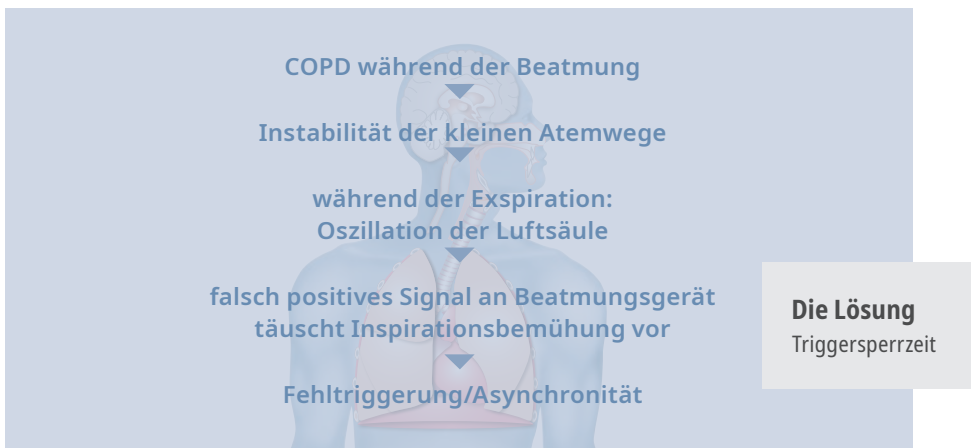 COPD während der Beatmung
Instabilität der kleinen Atemwege
während der Exspiration:
Oszillation der Luftsäule
falsch positives Signal an Beatmungsgerät
täuscht Inspirationsbemühung vor
Fehltriggerung/Asynchronität
Die Lösung
Triggersperrzeit